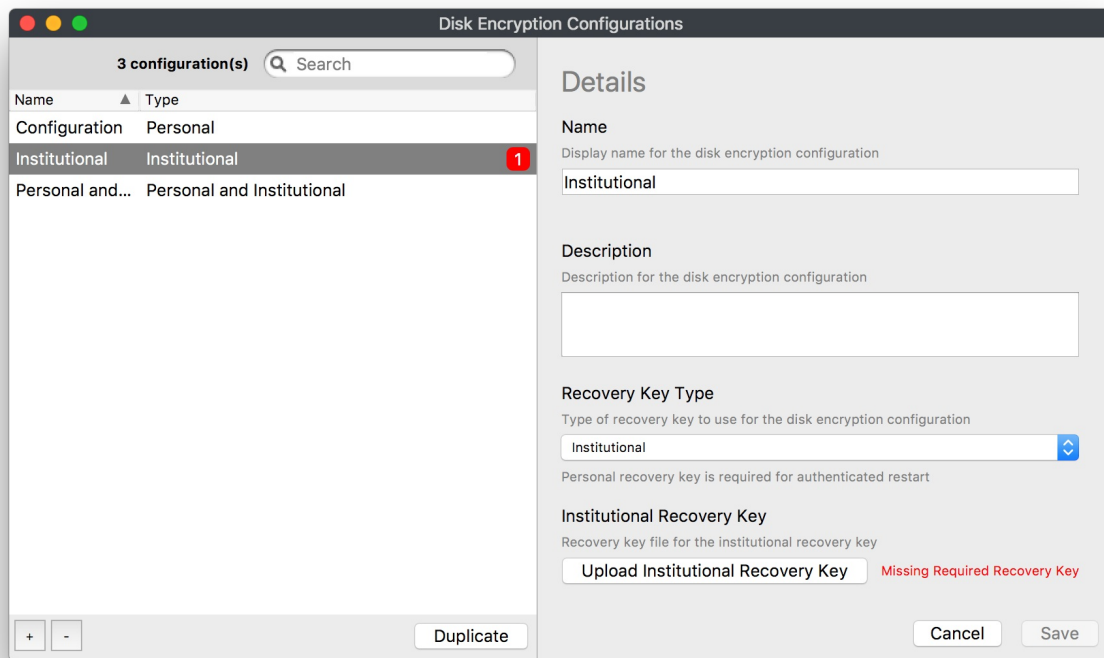 Disk Encryption Configurations
3 configuration(s)
Search
Name
Type
Configuration
Personal
Institutional
Institutional
1
Personal and...
Personal and Institutional
+
-
Duplicate
Details
Name
Display name for the disk encryption configuration
Institutional
Description
Description for the disk encryption configuration
Recovery Key Type
Type of recovery key to use for the disk encryption configuration
Institutional
Personal recovery key is required for authenticated restart
Institutional Recovery Key
Recovery key file for the institutional recovery key
Upload Institutional Recovery Key
Missing Required Recovery Key
Cancel
Save